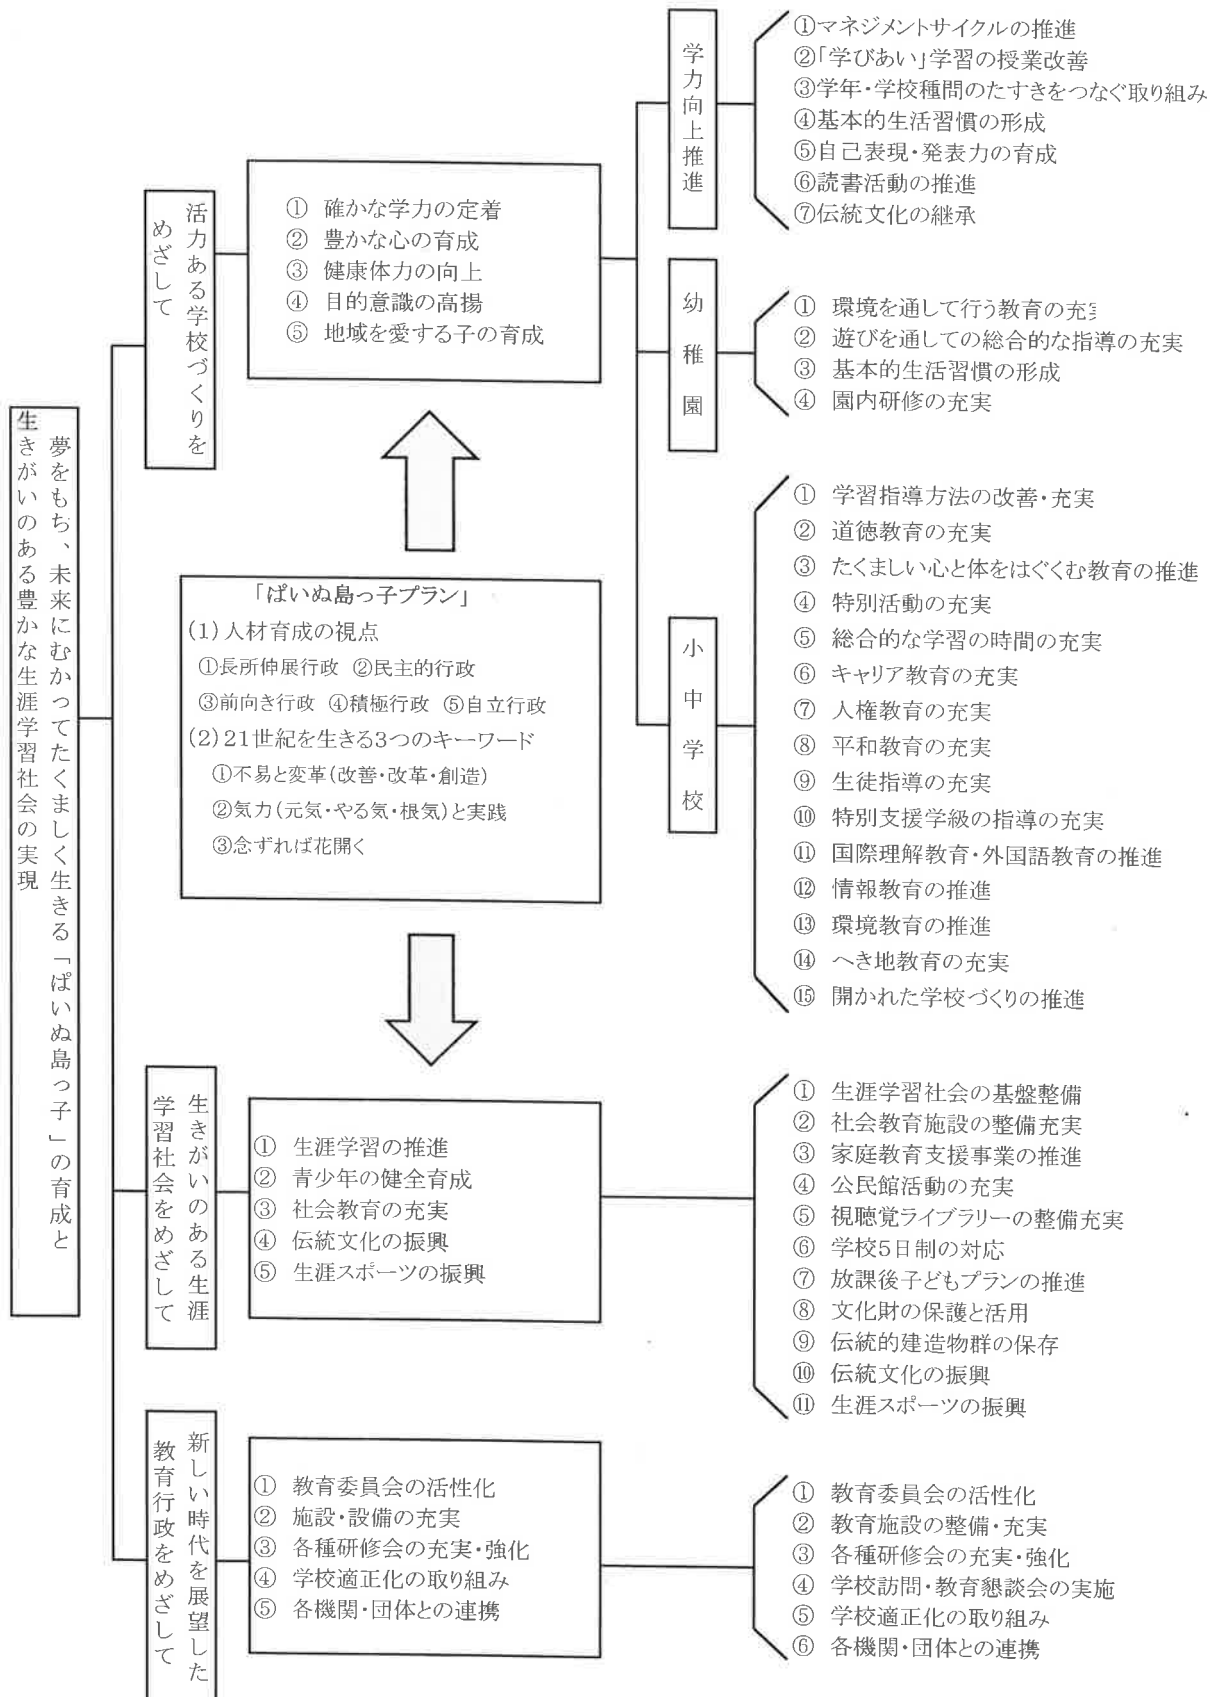 夢をもち、未来にむかってたくましく生きる「ぱいぬ島っ子」の育成と
生きがいのある豊かな生涯学習社会の実現
活力ある学校づくりを
めざして
① 確かな学力の定着
② 豊かな心の育成
③ 健康体力の向上
④ 目的意識の高揚
⑤ 地域を愛する子の育成
学力向上推進
①マネジメントサイクルの推進
②「学びあい」学習の授業改善
③学年・学校種間のたすきをつなぐ取り組み
④基本的生活習慣の形成
⑤自己表現・発表力の育成
⑥読書活動の推進
⑦伝統文化の継承
幼稚園
① 環境を通して行う教育の充実
② 遊びを通しての総合的な指導の充実
③ 基本的生活習慣の形成
④ 園内研修の充実
小中学校
① 学習指導方法の改善・充実
② 道徳教育の充実
③ たくましい心と体をはぐくむ教育の推進
④ 特別活動の充実
⑤ 総合的な学習の時間の充実
⑥ キャリア教育の充実
⑦ 人権教育の充実
⑧ 平和教育の充実
⑨ 生徒指導の充実
⑩ 特別支援学級の指導の充実
⑪ 国際理解教育・外国語教育の推進
⑫ 情報教育の推進
⑬ 環境教育の推進
⑭ へき地教育の充実
⑮ 開かれた学校づくりの推進
「ぱいぬ島っ子プラン」
(1)人材育成の視点
①長所伸展行政 ②民主的行政
③前向き行政 ④積極行政 ⑤自立行政
(2)21世紀を生きる3つのキーワード
①不易と変革(改善・改革・創造)
②気力(元気・やる気・根気)と実践
③念ずれば花開く
生きがいのある生涯
学習社会をめざして
① 生涯学習の推進
② 青少年の健全育成
③ 社会教育の充実
④ 伝統文化の振興
⑤ 生涯スポーツの振興
① 生涯学習社会の基盤整備
② 社会教育施設の整備充実
③ 家庭教育支援事業の推進
④ 公民館活動の充実
⑤ 視聴覚ライブラリーの整備充実
⑥ 学校5日制の対応
⑦ 放課後子どもプランの推進
⑧ 文化財の保護と活用
⑨ 伝統的建造物群の保存
⑩ 伝統文化の振興
⑪ 生涯スポーツの振興
新しい時代を展望した
教育行政をめざして
① 教育委員会の活性化
② 施設・設備の充実
③ 各種研修会の充実・強化
④ 学校適正化の取り組み
⑤ 各機関・団体との連携
① 教育委員会の活性化
② 教育施設の整備・充実
③ 各種研修会の充実・強化
④ 学校訪問・教育懇談会の実施
⑤ 学校適正化の取り組み
⑥ 各機関・団体との連携